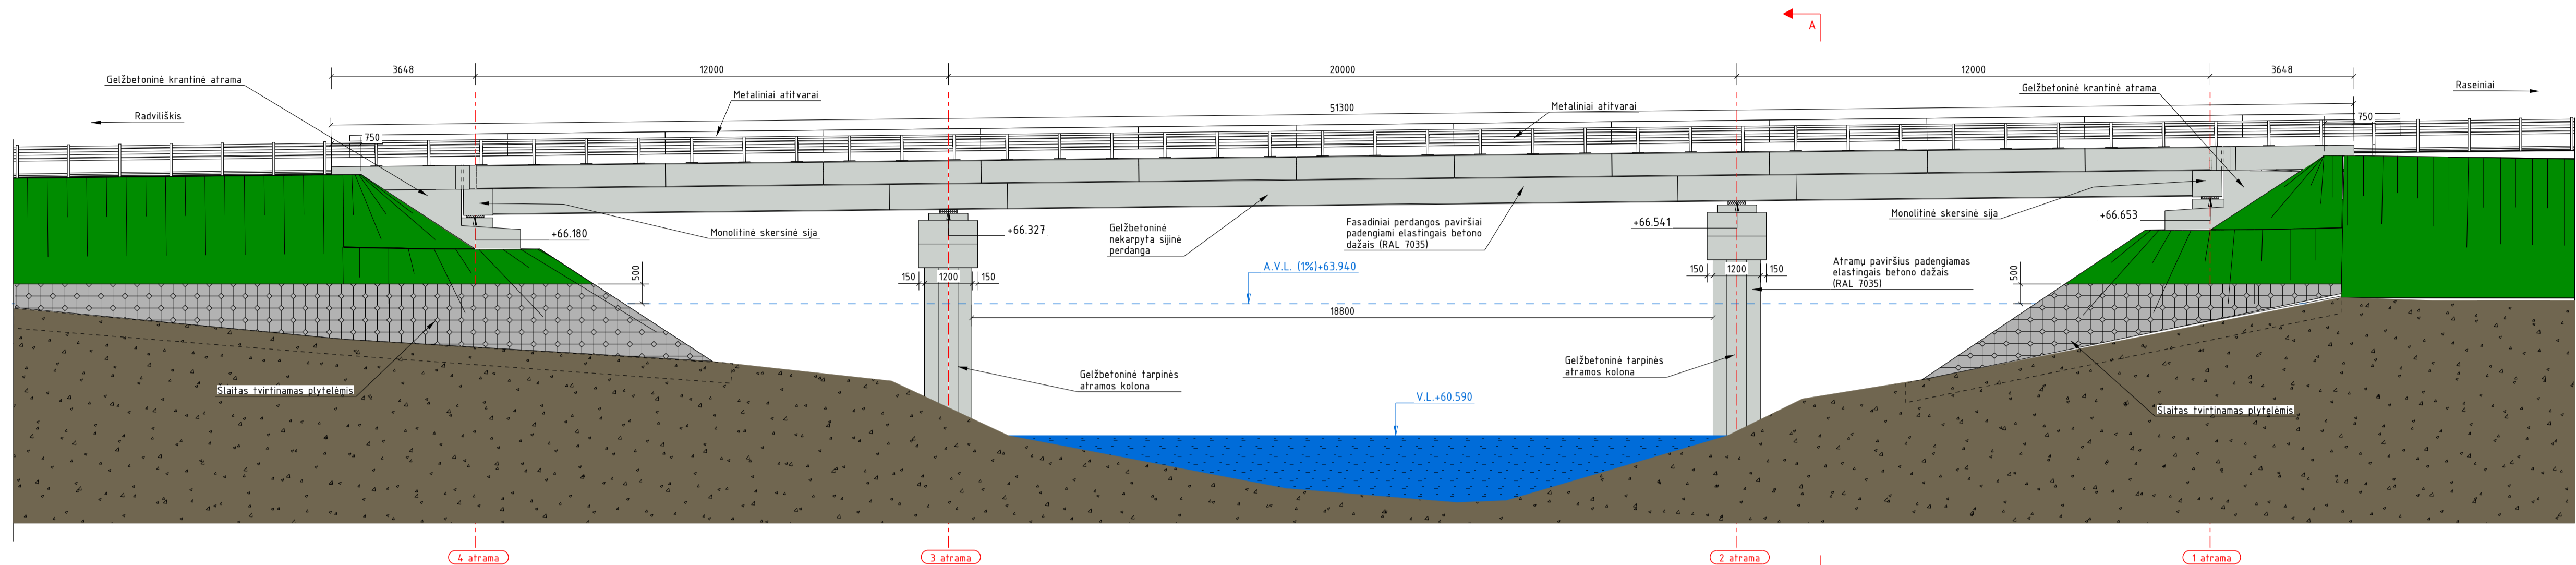 A
3648
12000
20000
12000
3648
Gelžbetoninė krantinė atrama
Gelžbetoninė krantinė atrama
Raseiniai
Metaliniai atitvarai
51300
Metaliniai atitvarai
Radviliškis
750
750
Monolitinė skersinė sija
+66.180
+66.327
Gelžbetoninė
nekarpyta sijinė
perdanga
Fasadiniai perdangos paviršiai
padengiami elastingais betono
dažais (RAL 7035)
+66.541
Monolitinė skersinė sija
+66.653
500
150
1200
150
A.V.L. (1%)+63.940
150
1200
150
Atramų paviršius padengiamas
elastingais betono dažais
(RAL 7035)
500
18800
Šlaitas tvirtinamas plytelėmis
Gelžbetoninė tarpinės
atramos kolona
V.L.+60.590
Gelžbetoninė tarpinės
atramos kolona
Šlaitas tvirtinamas plytelėmis
4 atrama
3 atrama
2 atrama
1 atrama